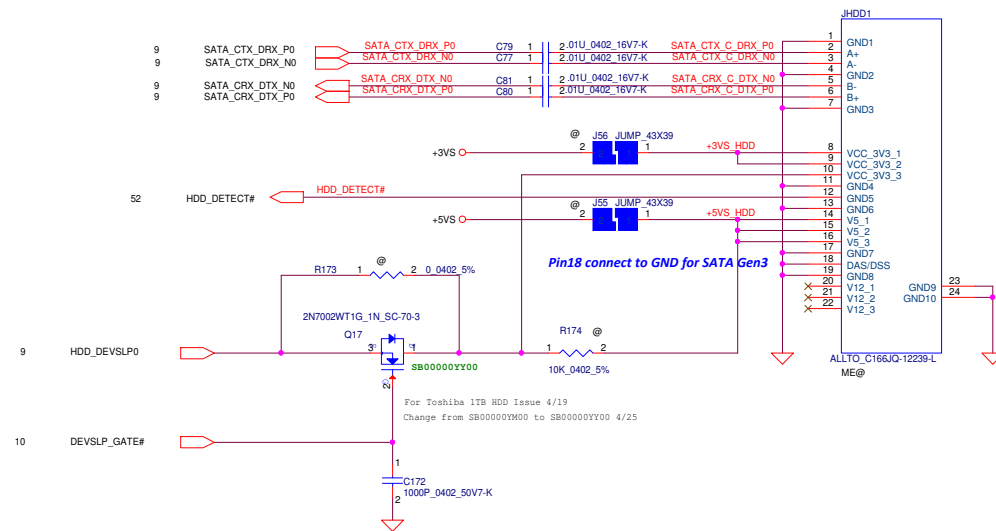 JHDD1
9 SATA_CTX_DRX_P0 SATA_CTX_DRX_P0 C79 1 2 .01U_0402_16V7-K SATA_CTX_C_DRX_P0
9 SATA_CTX_DRX_N0 SATA_CTX_DRX_N0 C77 1 2 .01U_0402_16V7-K SATA_CTX_C_DRX_N0
9 SATA_CRX_DTX_N0 SATA_CRX_DTX_N0 C81 1 2 .01U_0402_16V7-K SATA_CRX_C_DTX_N0
9 SATA_CRX_DTX_P0 SATA_CRX_DTX_P0 C80 1 2 .01U_0402_16V7-K SATA_CRX_C_DTX_P0
1 GND1
2 A+
3 A-
4 GND2
5 B-
6 B+
7 GND3
@ J56 JUMP_43X39
+3VS 2 1 +3VS_HDD
8 VCC_3V3_1
9 VCC_3V3_2
10 VCC_3V3_3
11 GND4
52 HDD_DETECT# HDD_DETECT# 12 GND5
13 GND6
@ J55 JUMP_43X39
+5VS 2 1 +5VS_HDD
14 V5_1
15 V5_2
16 V5_3
17 GND7
18 DAS/DSS
19 GND8
20 V12_1
21 V12_2
22 V12_3
GND9 23
GND10 24
Pin18 connect to GND for SATA Gen3
@
R173 1 2 0_0402_5%
2N7002WT1G_1N_SC-70-3
Q17
R174 @
9 HDD_DEVSLP0 3 1 1 2
SB00000YY00
10K_0402_5%
2
ALLTO_C166JQ-12239-L
ME@
For Toshiba 1TB HDD Issue 4/19
Change from SB00000YM00 to SB00000YY00 4/25
10 DEVSLP_GATE#
1
C172
1000P_0402_50V7-K
2